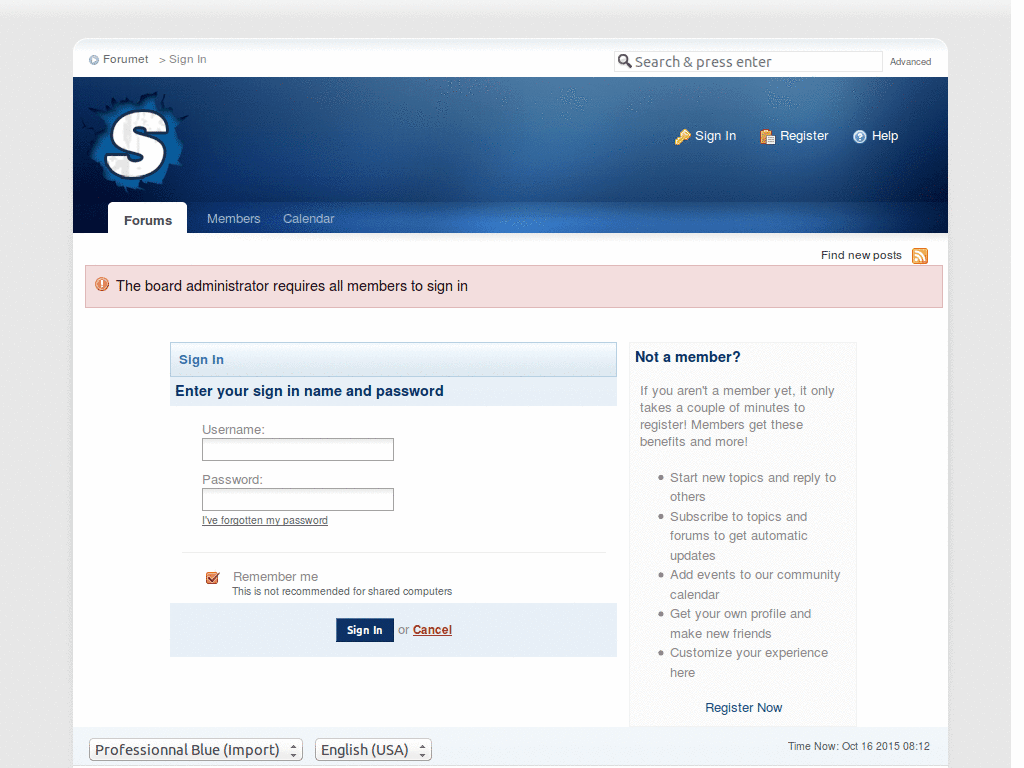 Forumet > Sign In
Search & press enter
Advanced
S
Sign In
Register
Help
Forums
Members
Calendar
Find new posts
The board administrator requires all members to sign in
Sign In
Enter your sign in name and password
Username:
Password:
I've forgotten my password
Remember me
This is not recommended for shared computers
Sign In or Cancel
Not a member?
If you aren't a member yet, it only
takes a couple of minutes to
register! Members get these
benefits and more!
Start new topics and reply to
others
Subscribe to topics and
forums to get automatic
updates
Add events to our community
calendar
Get your own profile and
make new friends
Customize your experience
here
Register Now
Professionnal Blue (Import)
English (USA)
Time Now: Oct 16 2015 08:12